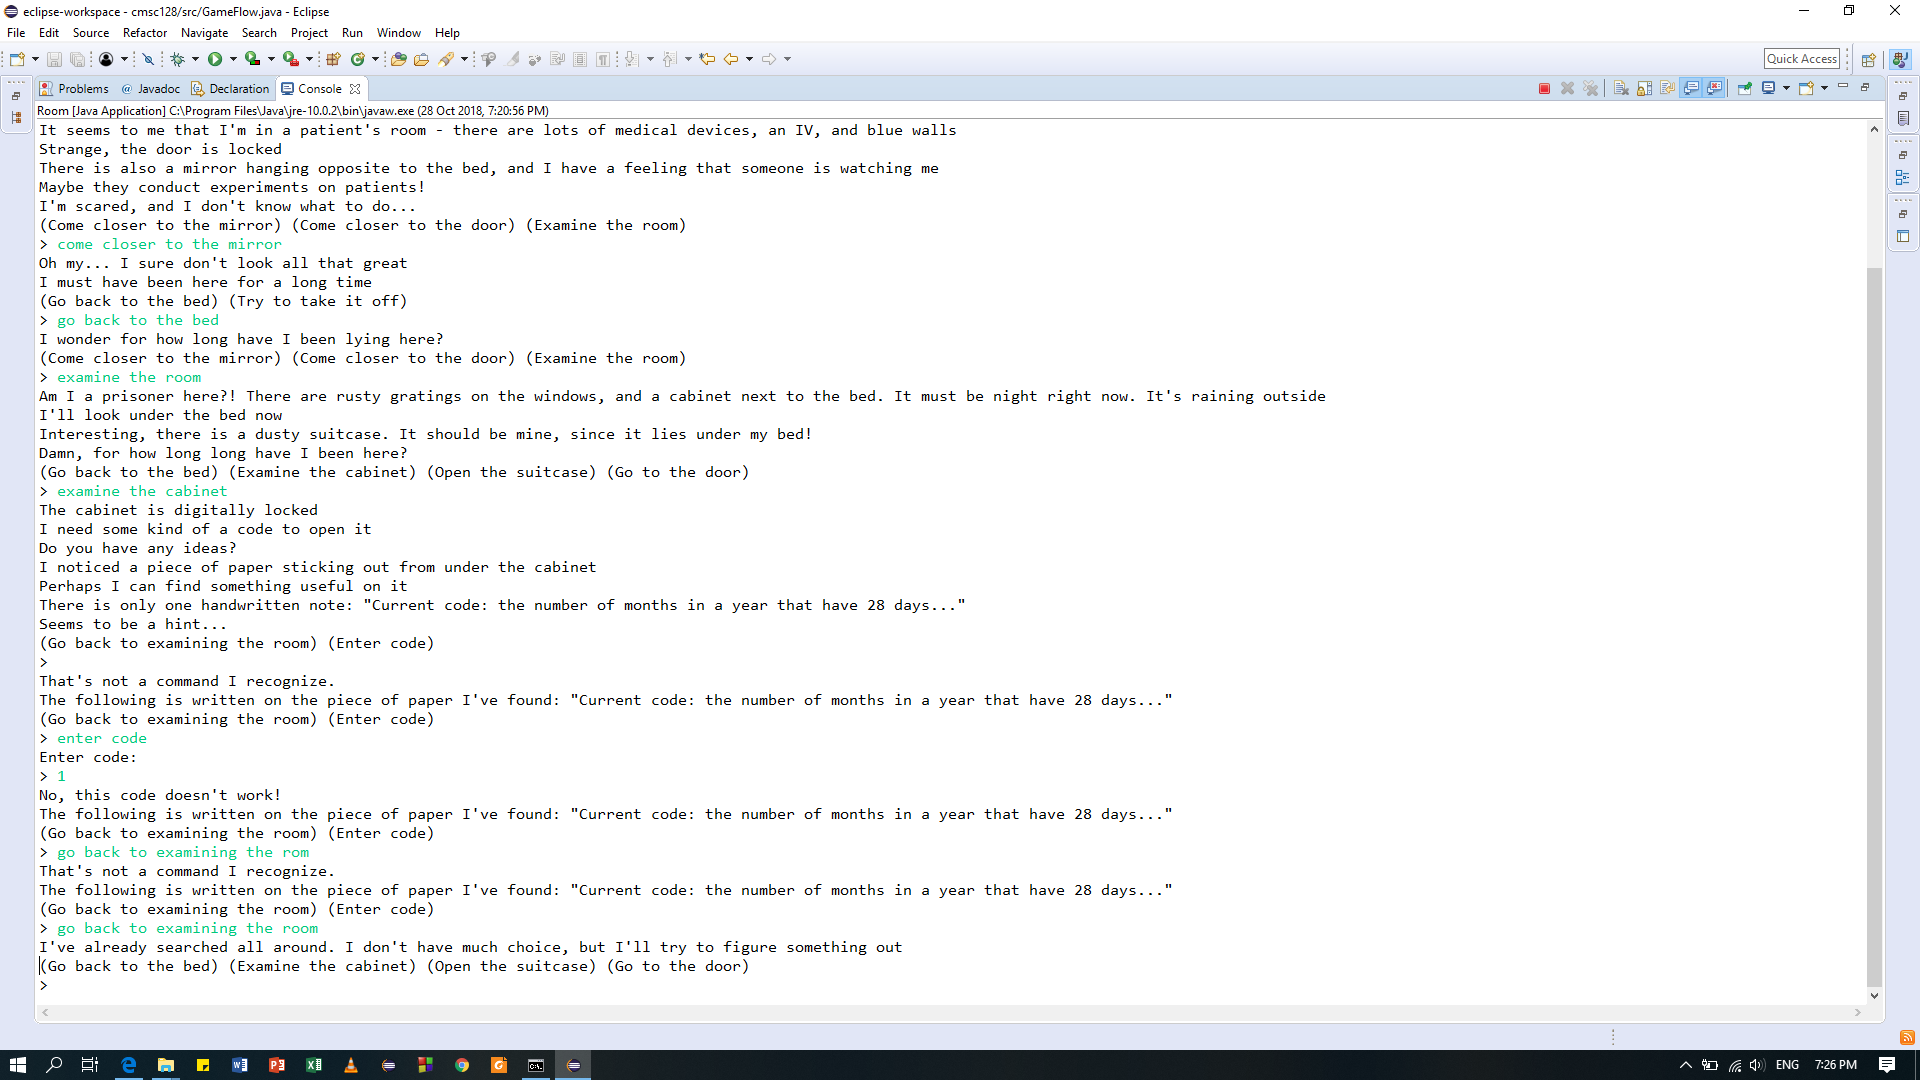 eclipse-workspace - cmsc128/src/GameFlow.java - Eclipse
File Edit Source Refactor Navigate Search Project Run Window Help
Quick Access
Problems @ Javadoc Declaration Console
Room [Java Application] C:\Program Files\Java\jre-10.0.2\bin\javaw.exe (28 Oct 2018, 7:20:56 PM)
It seems to me that I'm in a patient's room - there are lots of medical devices, an IV, and blue walls
Strange, the door is locked
There is also a mirror hanging opposite to the bed, and I have a feeling that someone is watching me
Maybe they conduct experiments on patients!
I'm scared, and I don't know what to do...
(Come closer to the mirror) (Come closer to the door) (Examine the room)
> come closer to the mirror
Oh my... I sure don't look all that great
I must have been here for a long time
(Go back to the bed) (Try to take it off)
> go back to the bed
I wonder for how long have I been lying here?
(Come closer to the mirror) (Come closer to the door) (Examine the room)
> examine the room
Am I a prisoner here?! There are rusty gratings on the windows, and a cabinet next to the bed. It must be night right now. It's raining outside
I'll look under the bed now
Interesting, there is a dusty suitcase. It should be mine, since it lies under my bed!
Damn, for how long long have I been here?
(Go back to the bed) (Examine the cabinet) (Open the suitcase) (Go to the door)
> examine the cabinet
The cabinet is digitally locked
I need some kind of a code to open it
Do you have any ideas?
I noticed a piece of paper sticking out from under the cabinet
Perhaps I can find something useful on it
There is only one handwritten note: "Current code: the number of months in a year that have 28 days..."
Seems to be a hint...
(Go back to examining the room) (Enter code)
>
That's not a command I recognize.
The following is written on the piece of paper I've found: "Current code: the number of months in a year that have 28 days..."
(Go back to examining the room) (Enter code)
> enter code
Enter code:
> 1
No, this code doesn't work!
The following is written on the piece of paper I've found: "Current code: the number of months in a year that have 28 days..."
(Go back to examining the room) (Enter code)
> go back to examining the rom
That's not a command I recognize.
The following is written on the piece of paper I've found: "Current code: the number of months in a year that have 28 days..."
(Go back to examining the room) (Enter code)
> go back to examining the room
I've already searched all around. I don't have much choice, but I'll try to figure something out
(Go back to the bed) (Examine the cabinet) (Open the suitcase) (Go to the door)
>
ENG 7:26 PM